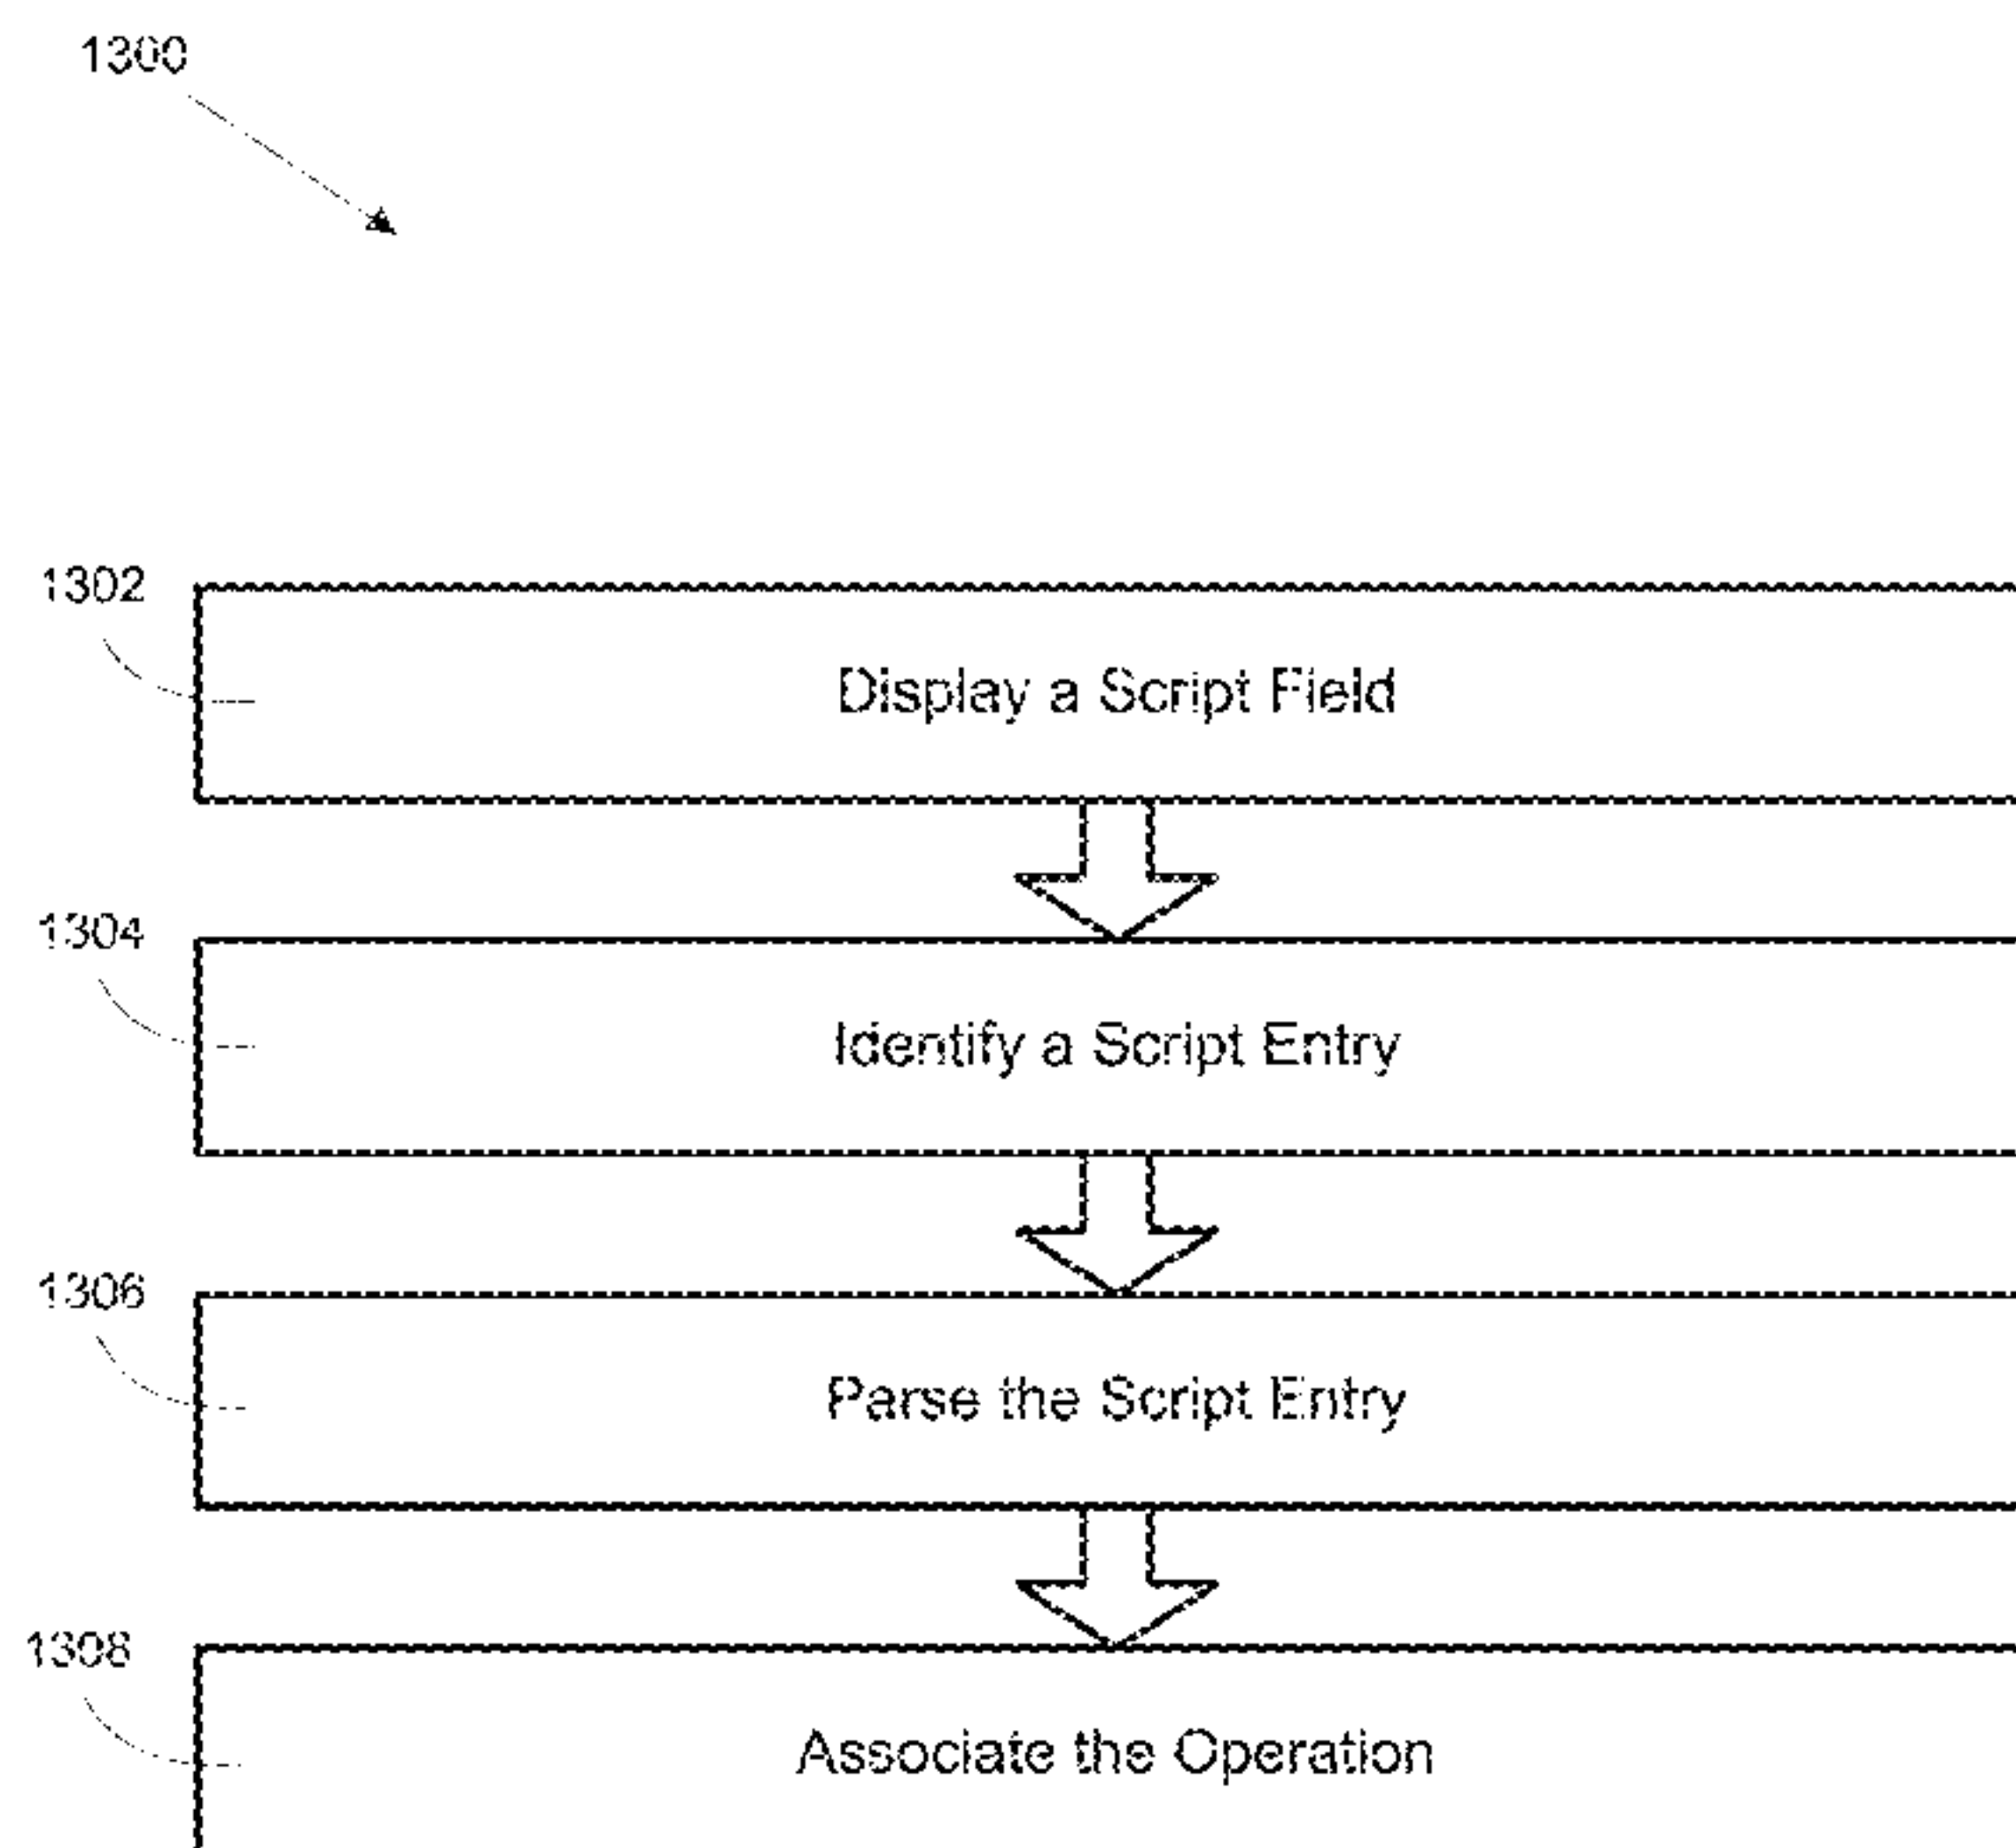 1300
1302
Display a Script Field
1304
Identify a Script Entry
1306
Parse the Script Entry
1308
Associate the Operation